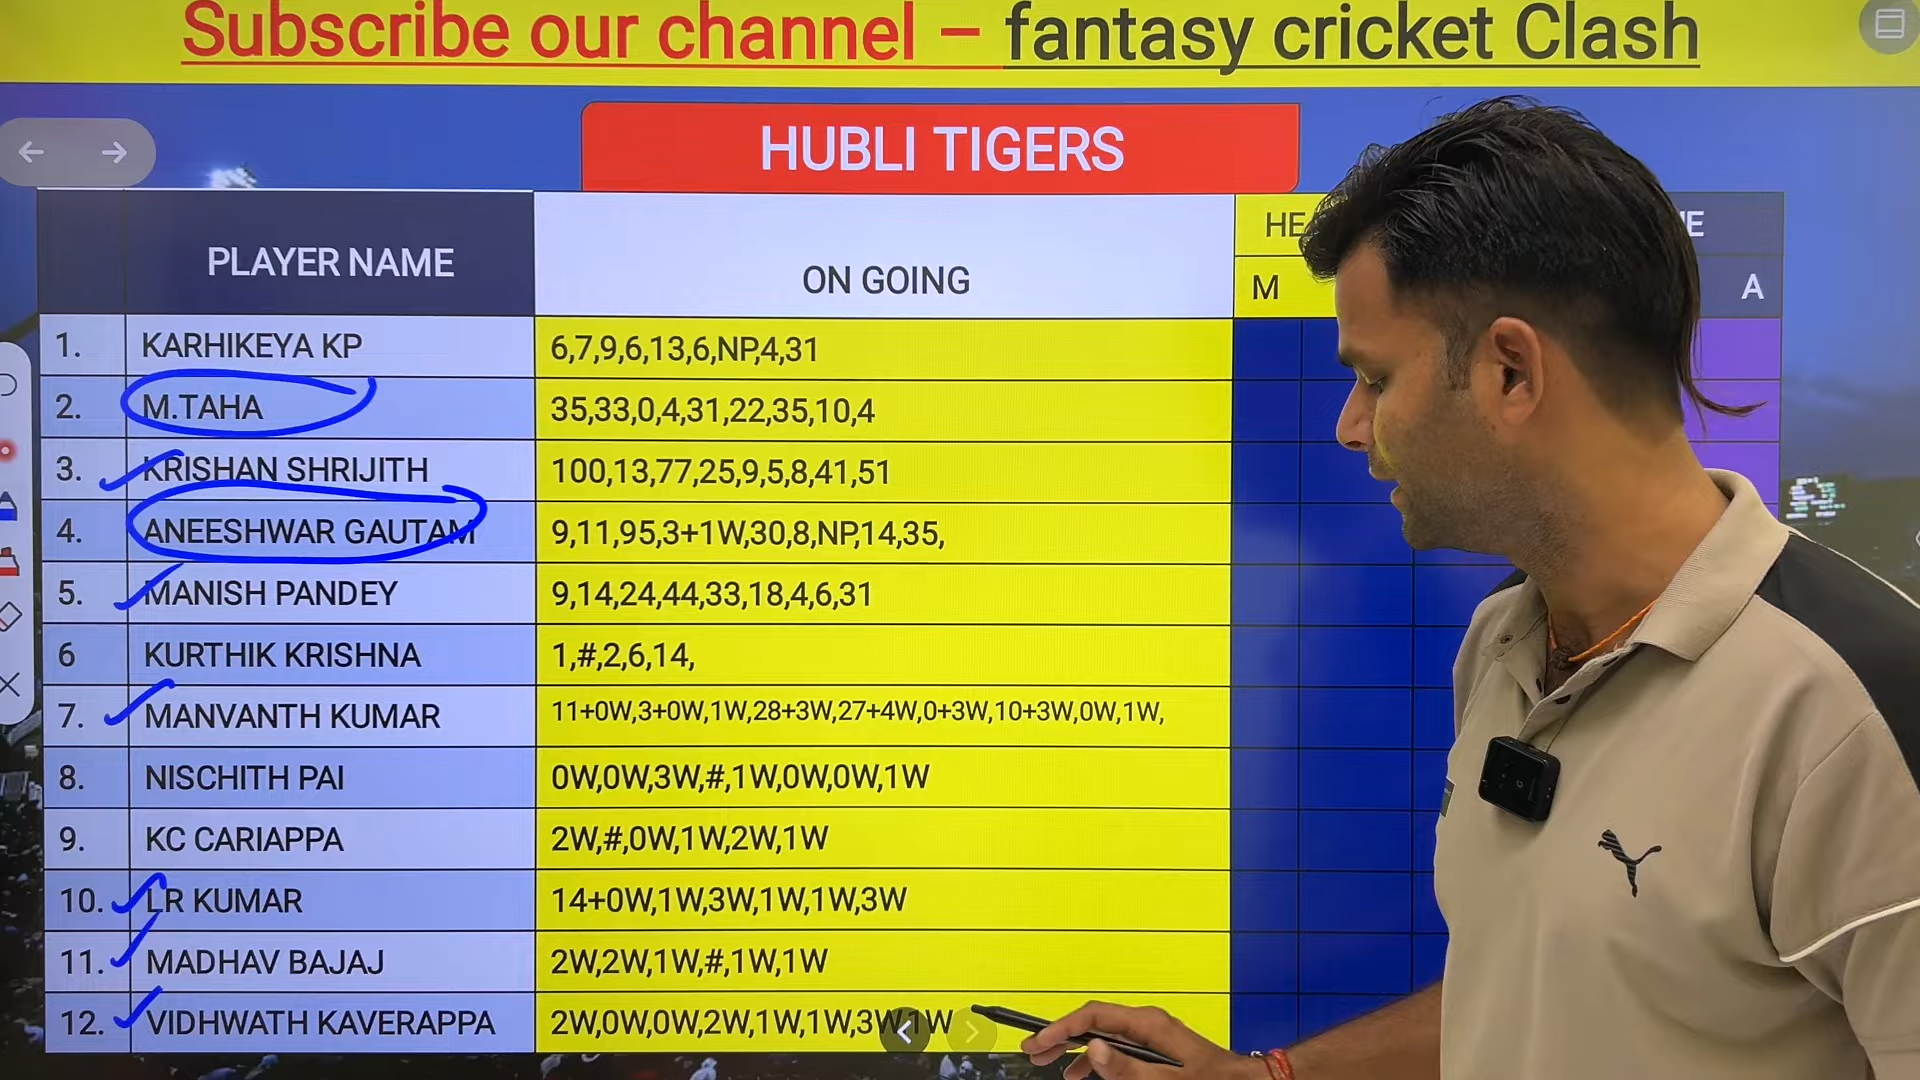 Subscribe our channel – fantasy cricket Clash
HUBLI TIGERS
PLAYER NAME ON GOING
M A
1. KARHIKEYA KP 6,7,9,6,13,6,NP,4,31
2. M.TAHA 35,33,0,4,31,22,35,10,4
3. KRISHAN SHRIJITH 100,13,77,25,9,5,8,41,51
4. ANEESHWAR GAUTAM 9,11,95,3+1W,30,8,NP,14,35,
5. MANISH PANDEY 9,14,24,44,33,18,4,6,31
6 KURTHIK KRISHNA 1,#,2,6,14,
7. MANVANTH KUMAR 11+0W,3+0W,1W,28+3W,27+4W,0+3W,10+3W,0W,1W,
8. NISCHITH PAI 0W,0W,3W,#,1W,0W,0W,1W
9. KC CARIAPPA 2W,#,0W,1W,2W,1W
10. LR KUMAR 14+0W,1W,3W,1W,1W,3W
11. MADHAV BAJAJ 2W,2W,1W,#,1W,1W
12. VIDHWATH KAVERAPPA 2W,0W,0W,2W,1W,1W,3W,1W